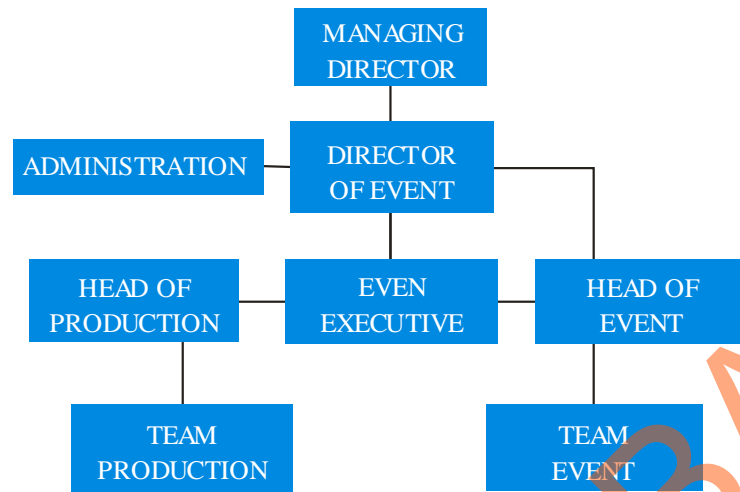 MANAGING
DIRECTOR
ADMINISTRATION
DIRECTOR
OF EVENT
HEAD OF
PRODUCTION
EVEN
EXECUTIVE
HEAD OF
EVENT
TEAM
PRODUCTION
TEAM
EVENT